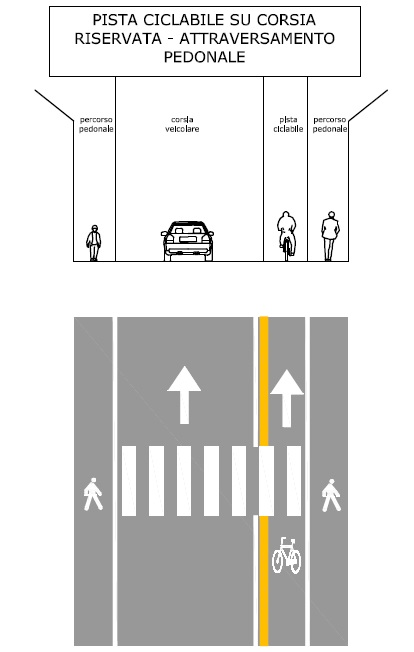 PISTA CICLABILE SU CORSIA
RISERVATA - ATTRAVERSAMENTO
PEDONALE
percorso
pedonale
corsia
veicolare
pista
ciclabile
percorso
pedonale